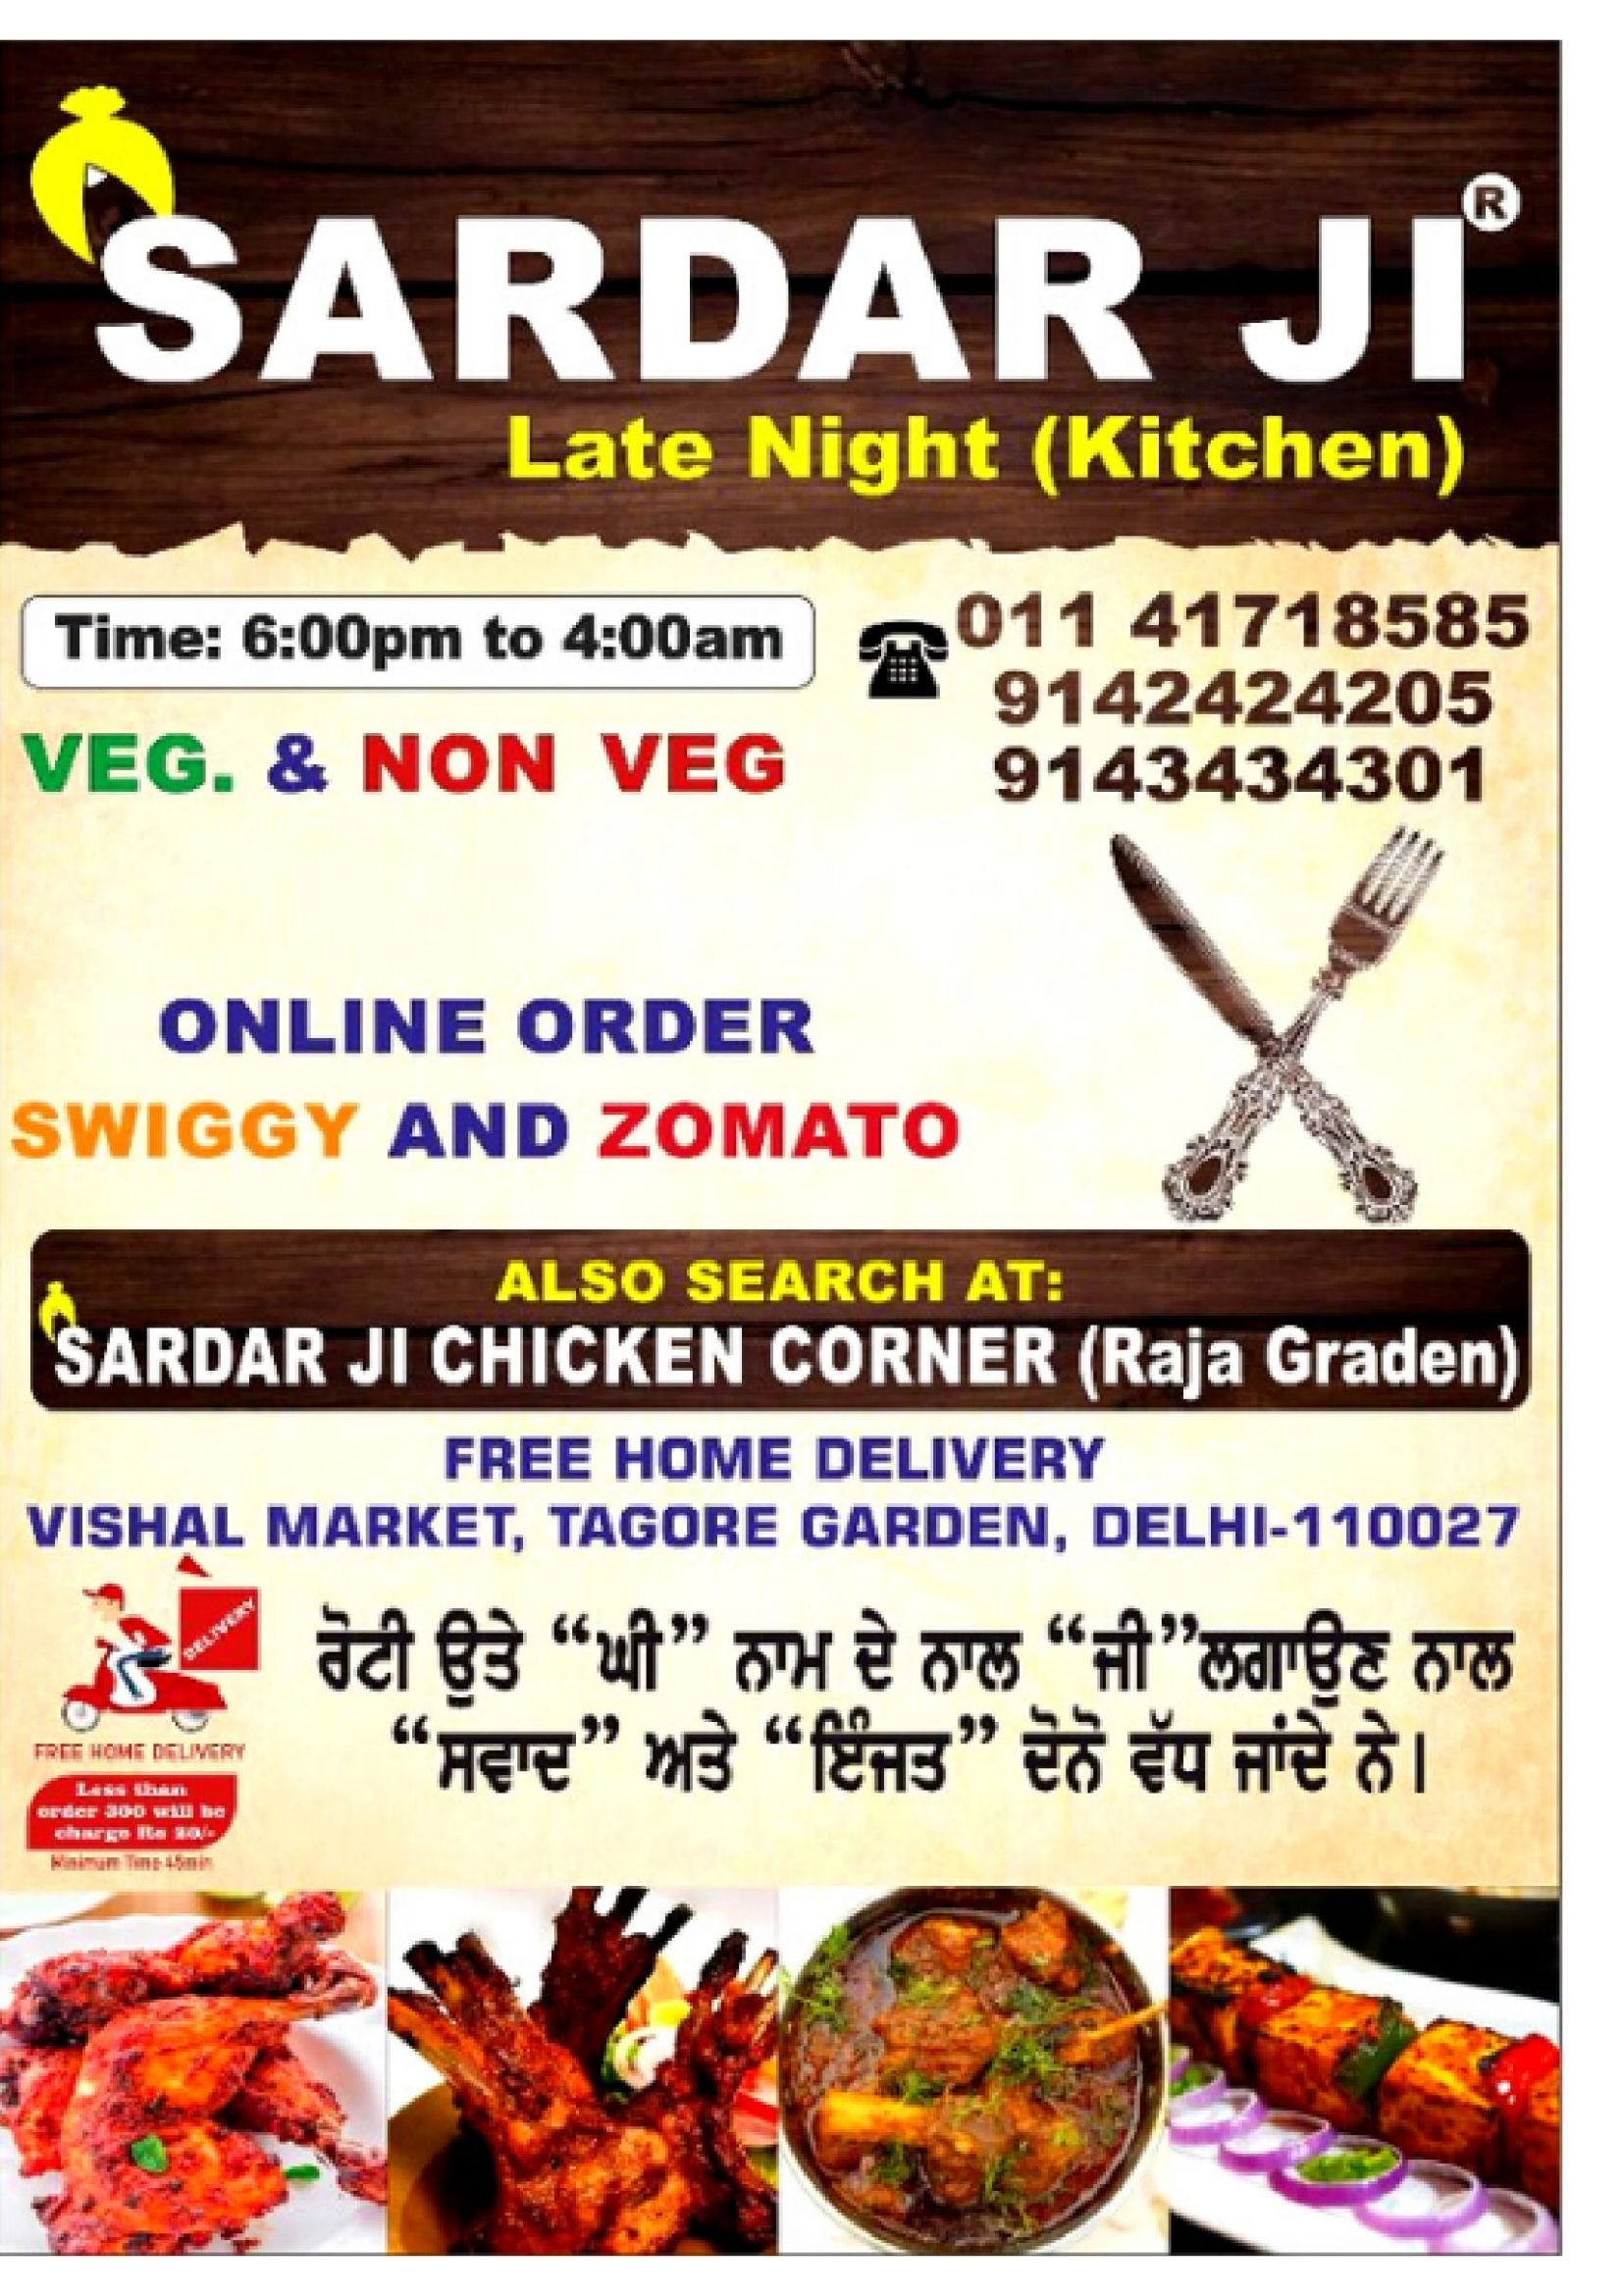 SARDAR JI®
Late Night (Kitchen)
Time: 6:00pm to 4:00am
011 41718585
9142424205
9143434301
VEG. & NON VEG
ONLINE ORDER
SWIGGY AND ZOMATO
ALSO SEARCH AT:
SARDAR JI CHICKEN CORNER (Raja Graden)
FREE HOME DELIVERY
VISHAL MARKET, TAGORE GARDEN, DELHI-110027
DELIVERY
FREE HOME DELIVERY
Less than
order 300 will be
charge Rs 20/-
Minimum Time 45min
ਰੋਟੀ ਉਤੇ “ਘੀ” ਨਾਮ ਦੇ ਨਾਲ “ਜੀ”ਲਗਾਉਣ ਨਾਲ
“ਸਵਾਦ” ਅਤੇ “ਇੰਜਤ” ਦੋਨੋ ਵੱਧ ਜਾਂਦੇ ਨੇ।